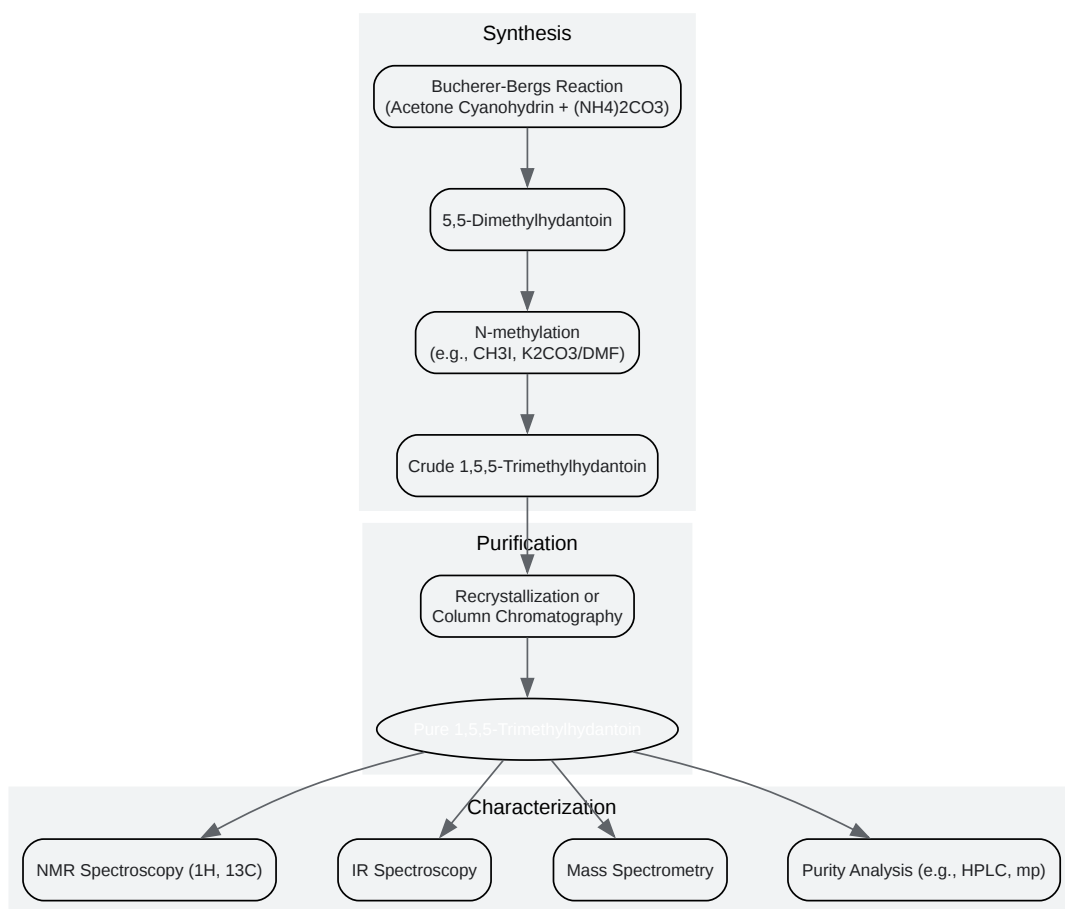 Synthesis
Bucherer-Bergs Reaction
(Acetone Cyanohydrin + (NH4)2CO3)
5,5-Dimethylhydantoin
N-methylation
(e.g., CH3I, K2CO3/DMF)
Crude 1,5,5-Trimethylhydantoin
Purification
Recrystallization or
Column Chromatography
Pure 1,5,5-Trimethylhydantoin
Characterization
NMR Spectroscopy (1H, 13C)
IR Spectroscopy
Mass Spectrometry
Purity Analysis (e.g., HPLC, mp)